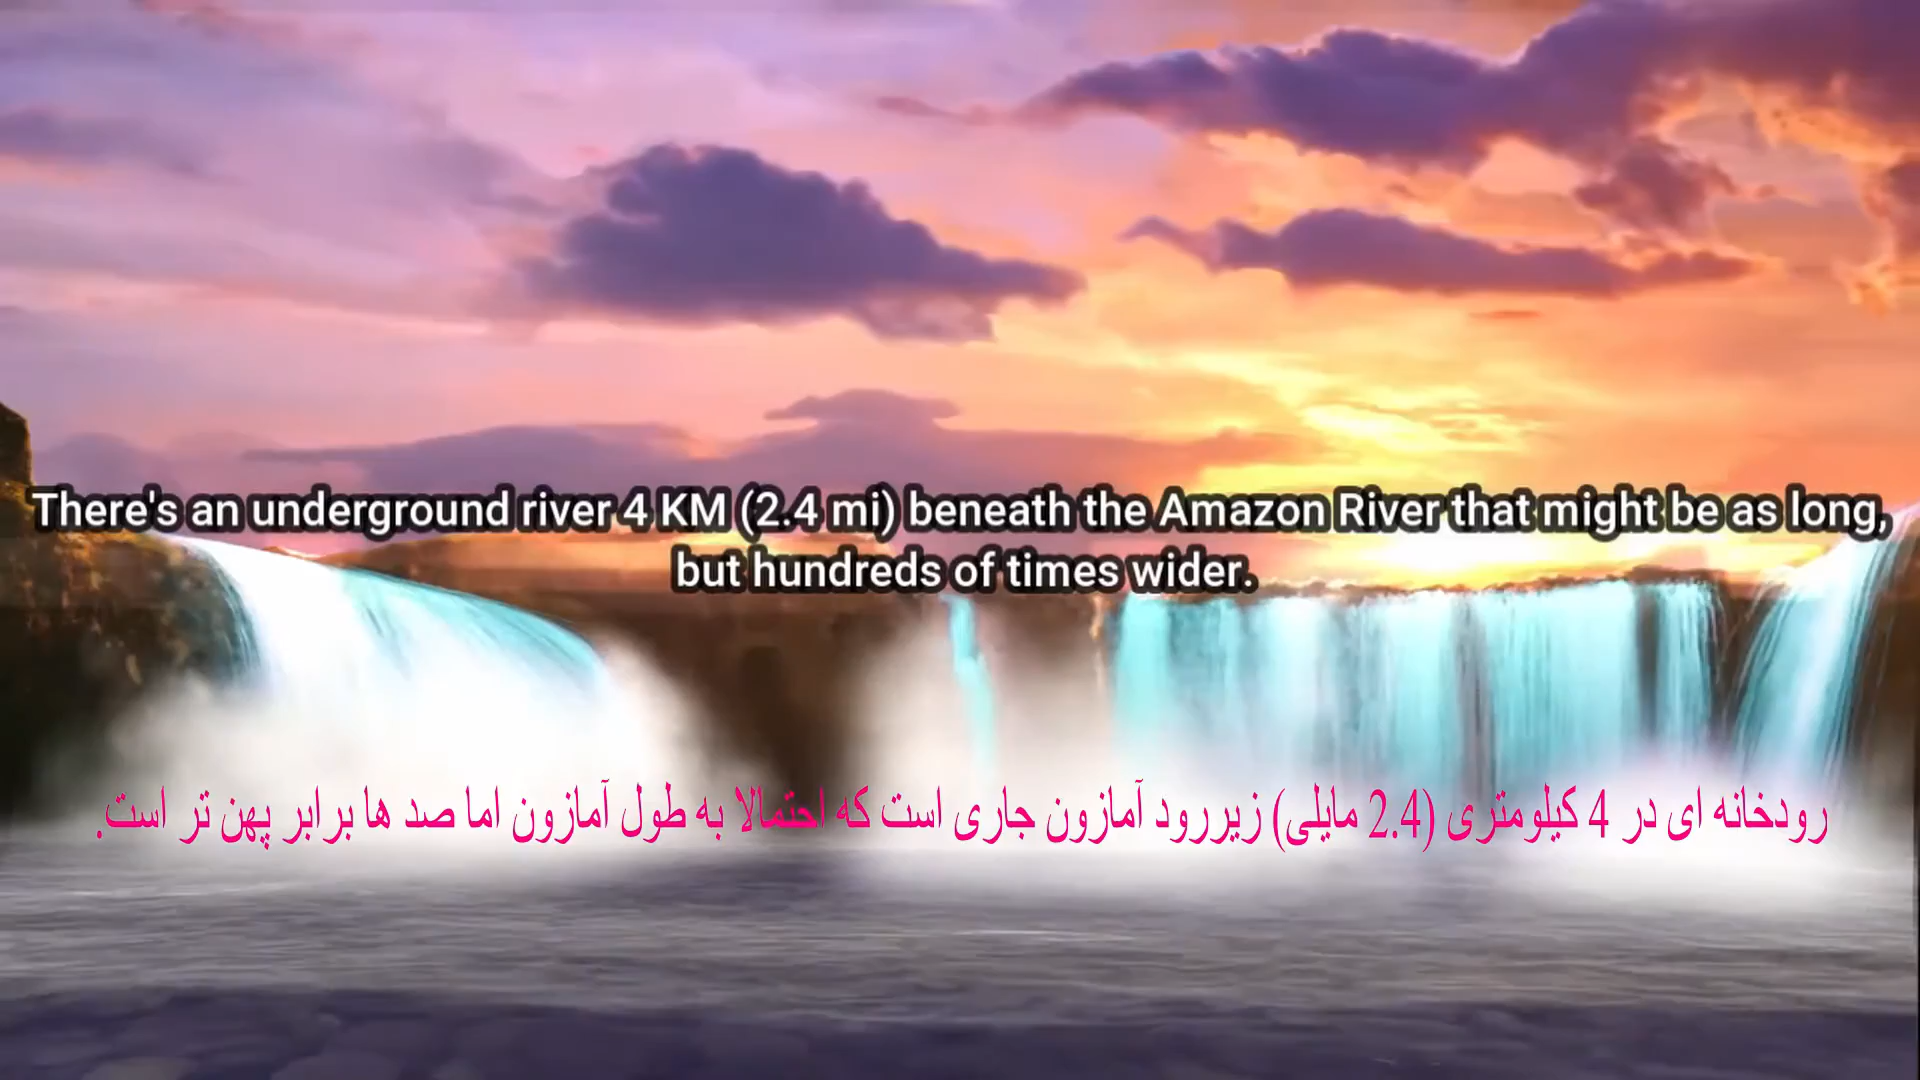 There's an underground river 4 KM (2.4 mi) beneath the Amazon River that might be as long,
but hundreds of times wider.
رودخانه ای در 4 کیلومتری (2.4 مایلی) زیررود آمازون جاری است که احتمالا به طول آمازون اما صد ها برابر پهن تر است.